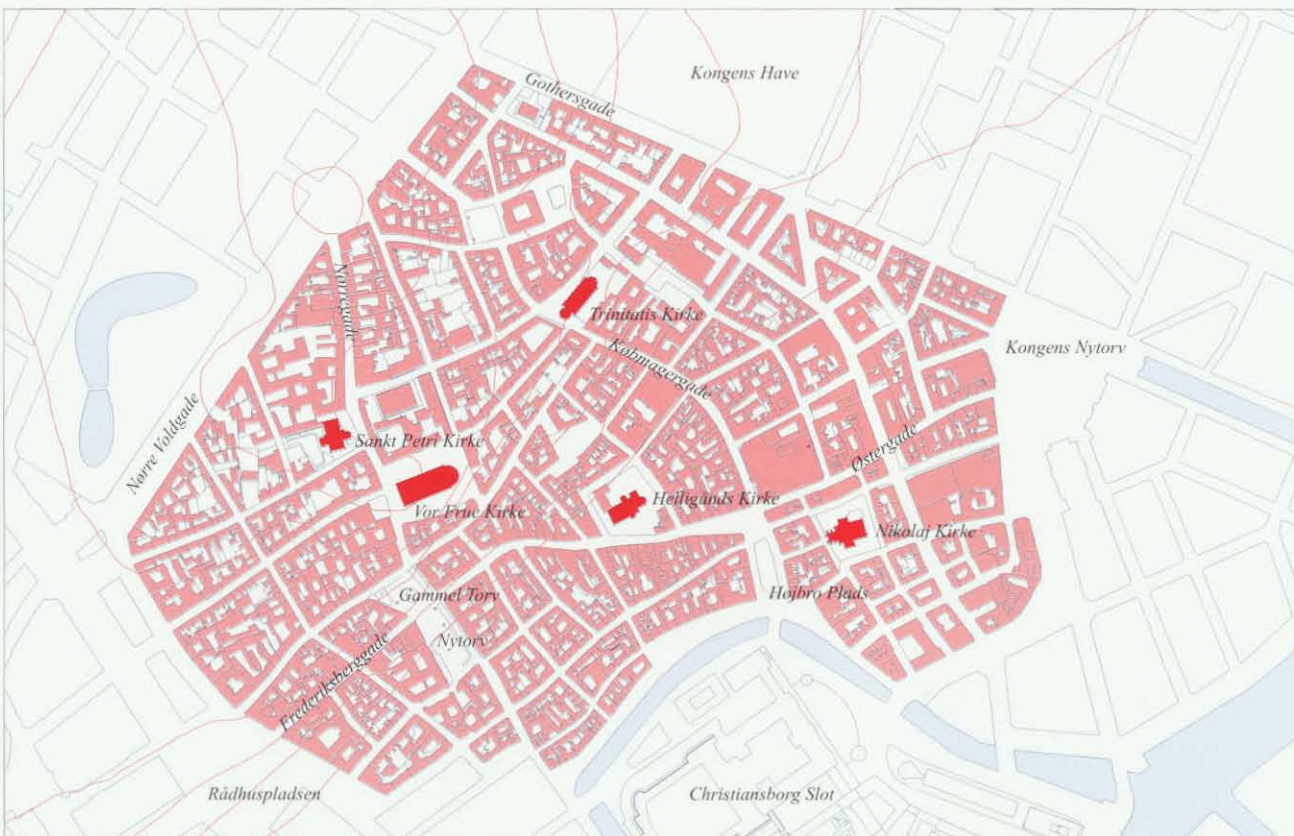 Kongens Have
Gothersgade
Nørregade
Trinitatis Kirke
Købmagergade
Kongens Nytorv
Nørre Voldgade
Sankt Petri Kirke
Østergade
Vor Frue Kirke
Helligånds Kirke
Nikolaj Kirke
Gammel Torv
Højbro Plads
Nytorv
Frederiksberggade
Rådhuspladsen
Christiansborg Slot